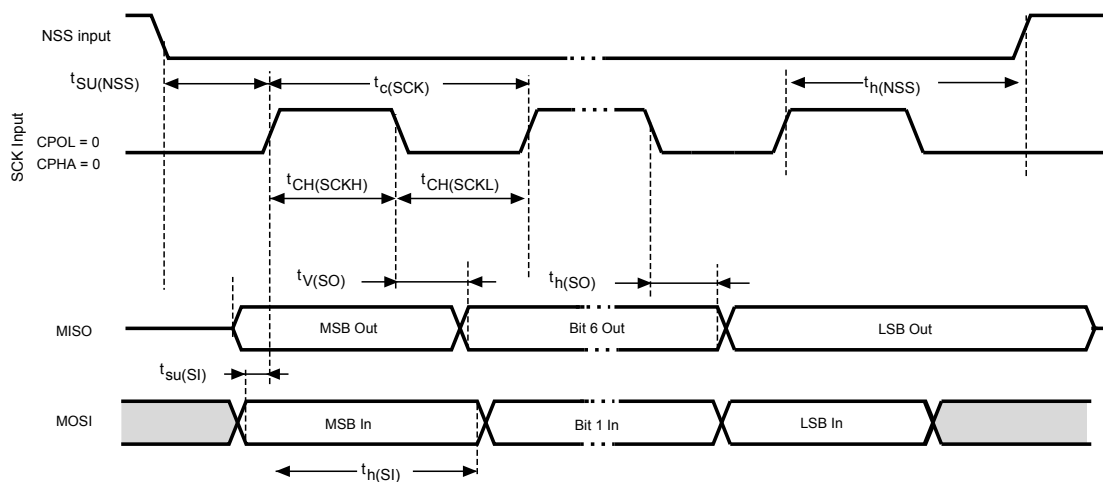 NSS input
tSU(NSS)
tc(SCK)
th(NSS)
SCK Input
CPOL = 0
CPHA = 0
tCH(SCKH)
tCH(SCKL)
tV(SO)
th(SO)
MISO
MSB Out
Bit 6 Out
LSB Out
tsu(SI)
MOSI
MSB In
Bit 1 In
LSB In
th(SI)